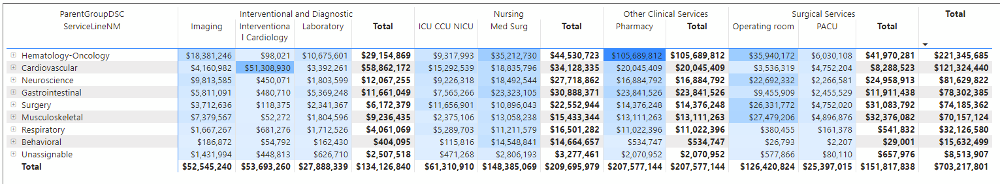 ParentGroupDSC Interventional and Diagnostic Nursing Other Clinical Services Surgical Services Total
ServiceLineNM Imaging Interventiona Laboratory Total ICU CCU NICU Med Surg Total Pharmacy Total Operating room PACU Total
l Cardiology
Hematology-Oncology $18,381,246 $98,021 $10,675,601 $29,154,869 $9,317,993 $35,212,730 $44,530,723 $105,689,812 $105,689,812 $35,940,172 $6,030,108 $41,970,281 $221,345,685
Cardiovascular $4,160,982 $51,308,930 $3,392,261 $58,862,172 $15,292,539 $18,835,796 $34,128,335 $20,045,409 $20,045,409 $3,536,319 $4,752,204 $8,288,523 $121,324,440
Neuroscience $9,813,585 $450,071 $1,803,599 $12,067,255 $9,226,318 $18,492,544 $27,718,862 $16,884,792 $16,884,792 $22,692,332 $2,266,581 $24,958,913 $81,629,822
Gastrointestinal $5,811,091 $480,710 $5,369,248 $11,661,049 $7,565,266 $23,323,105 $30,888,371 $23,841,526 $23,841,526 $9,455,909 $2,455,529 $11,911,438 $78,302,385
Surgery $3,712,636 $118,375 $2,341,367 $6,172,379 $11,656,901 $10,896,043 $22,552,944 $14,376,248 $14,376,248 $26,331,772 $4,752,020 $31,083,792 $74,185,362
Musculoskeletal $7,379,567 $52,272 $1,804,596 $9,236,435 $2,375,106 $13,058,238 $15,433,344 $13,111,263 $13,111,263 $27,479,206 $4,896,876 $32,376,082 $70,157,124
Respiratory $1,667,267 $681,276 $1,712,526 $4,061,069 $5,289,703 $11,211,579 $16,501,282 $11,022,396 $11,022,396 $380,455 $161,378 $541,832 $32,126,580
Behavioral $186,872 $54,792 $162,430 $404,095 $115,816 $14,548,841 $14,664,657 $534,747 $534,747 $26,793 $2,207 $29,001 $15,632,499
Unassignable $1,431,994 $448,813 $626,710 $2,507,518 $471,268 $2,806,193 $3,277,461 $2,070,952 $2,070,952 $577,866 $80,110 $657,976 $8,513,907
Total $52,545,240 $53,693,260 $27,888,339 $134,126,840 $61,310,910 $148,385,069 $209,695,979 $207,577,144 $207,577,144 $126,420,824 $25,397,015 $151,817,838 $703,217,801